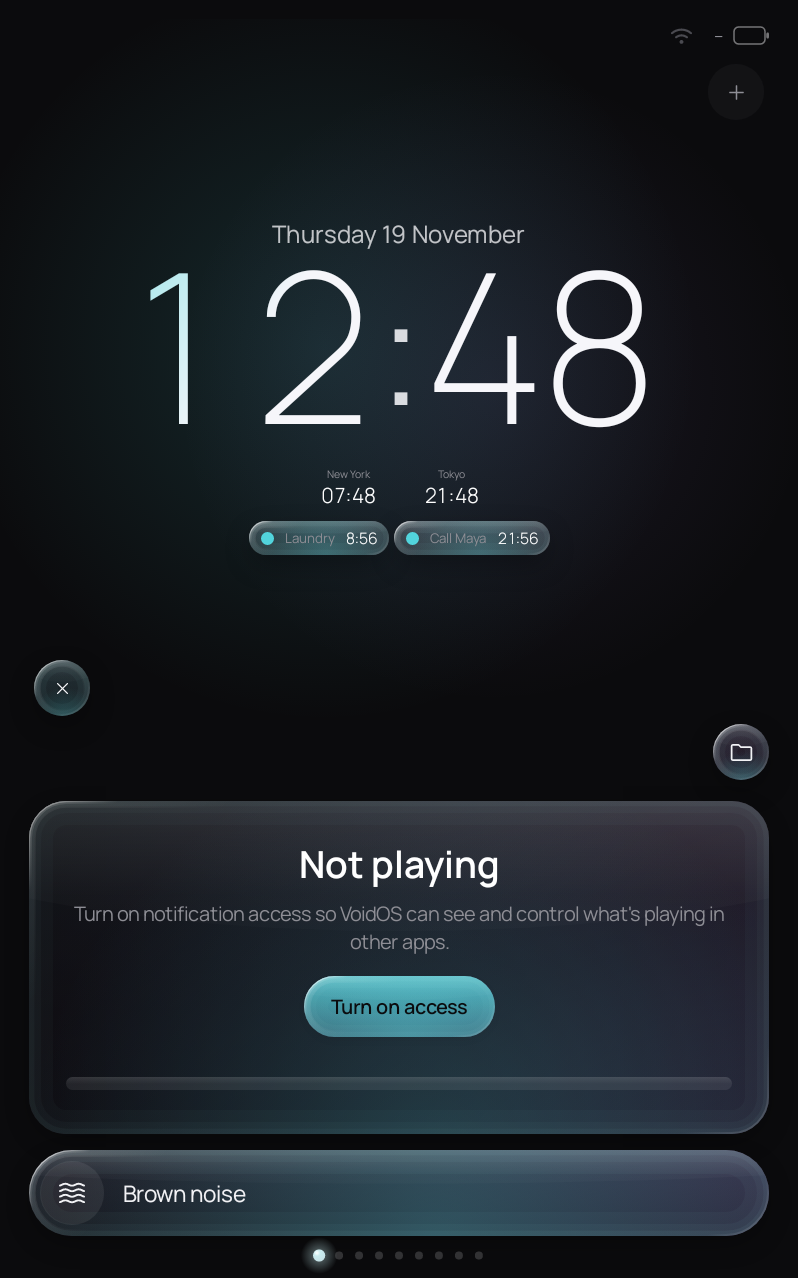 –
Thursday 19 November
12:48
New York
Tokyo
07:48
21:48
Laundry 8:56
Call Maya 21:56
Not playing
Turn on notification access so VoidOS can see and control what's playing in
other apps.
Turn on access
Brown noise